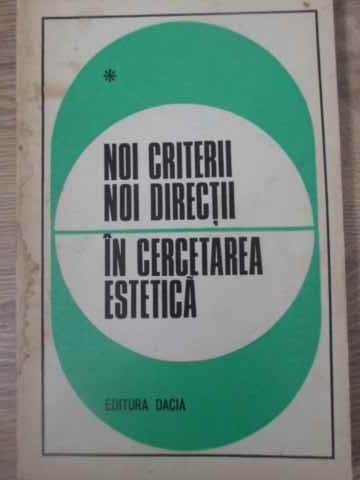 *
NOI CRITERII
NOI DIRECȚII
ÎN CERCETAREA
ESTETICĂ
EDITURA DACIA